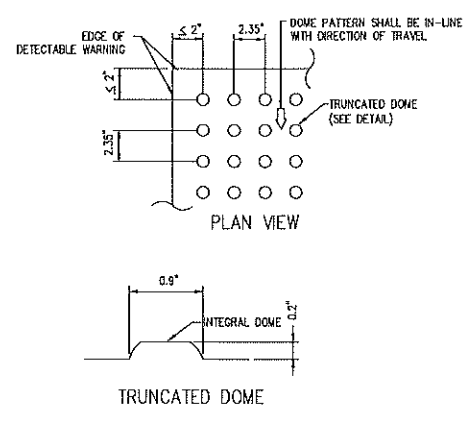 EDGE OF
DETECTABLE WARNING
≤ 2"
2.35"
DOME PATTERN SHALL BE IN-LINE
WITH DIRECTION OF TRAVEL
≤ 2"
2.35"
TRUNCATED DOME
(SEE DETAIL)
PLAN VIEW
0.9"
INTEGRAL DOME
0.2"
TRUNCATED DOME